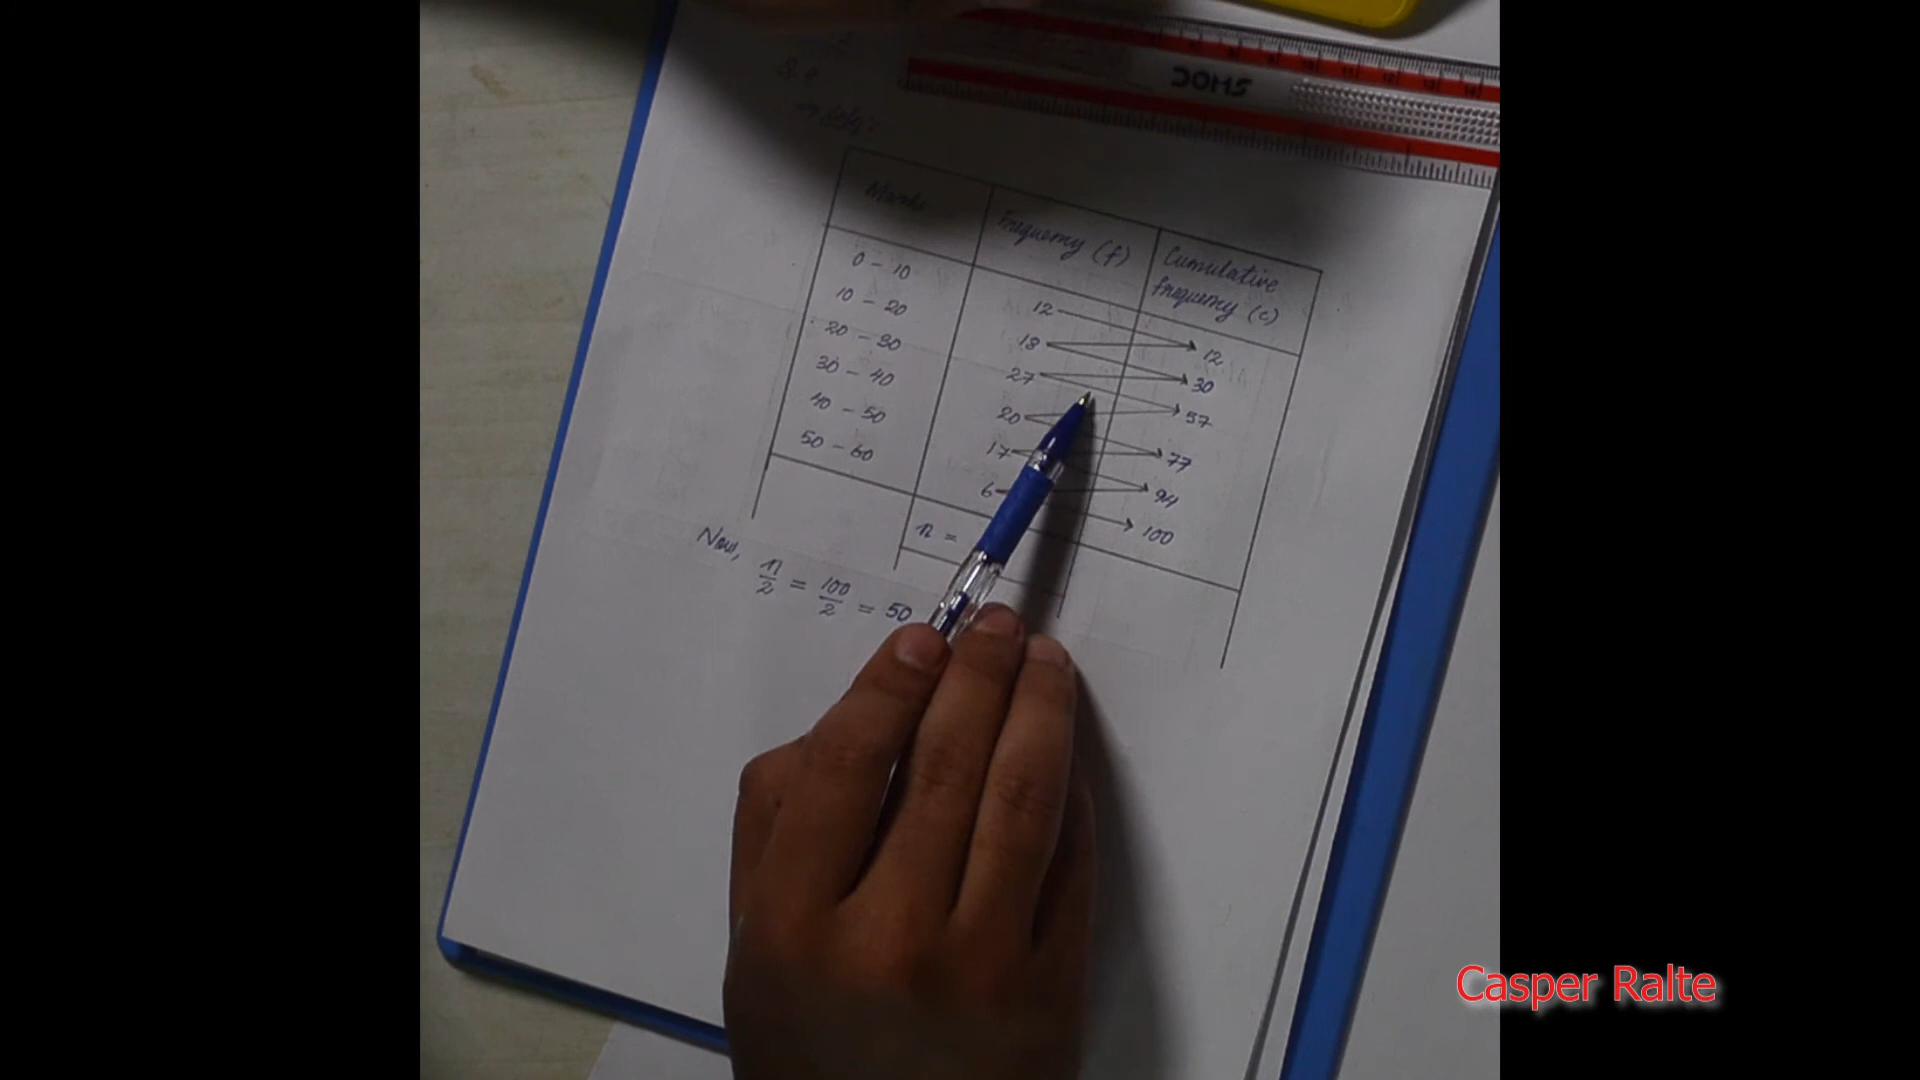 DOMS
Marks Frequency (f) Cumulative
frequency (c)
0 - 10 12 12
10 - 20 18 30
20 - 30 27 57
30 - 40 20 77
40 - 50 17 94
50 - 60 6 100
n =
Now, n/2 = 100/2 = 50
Casper Ralte